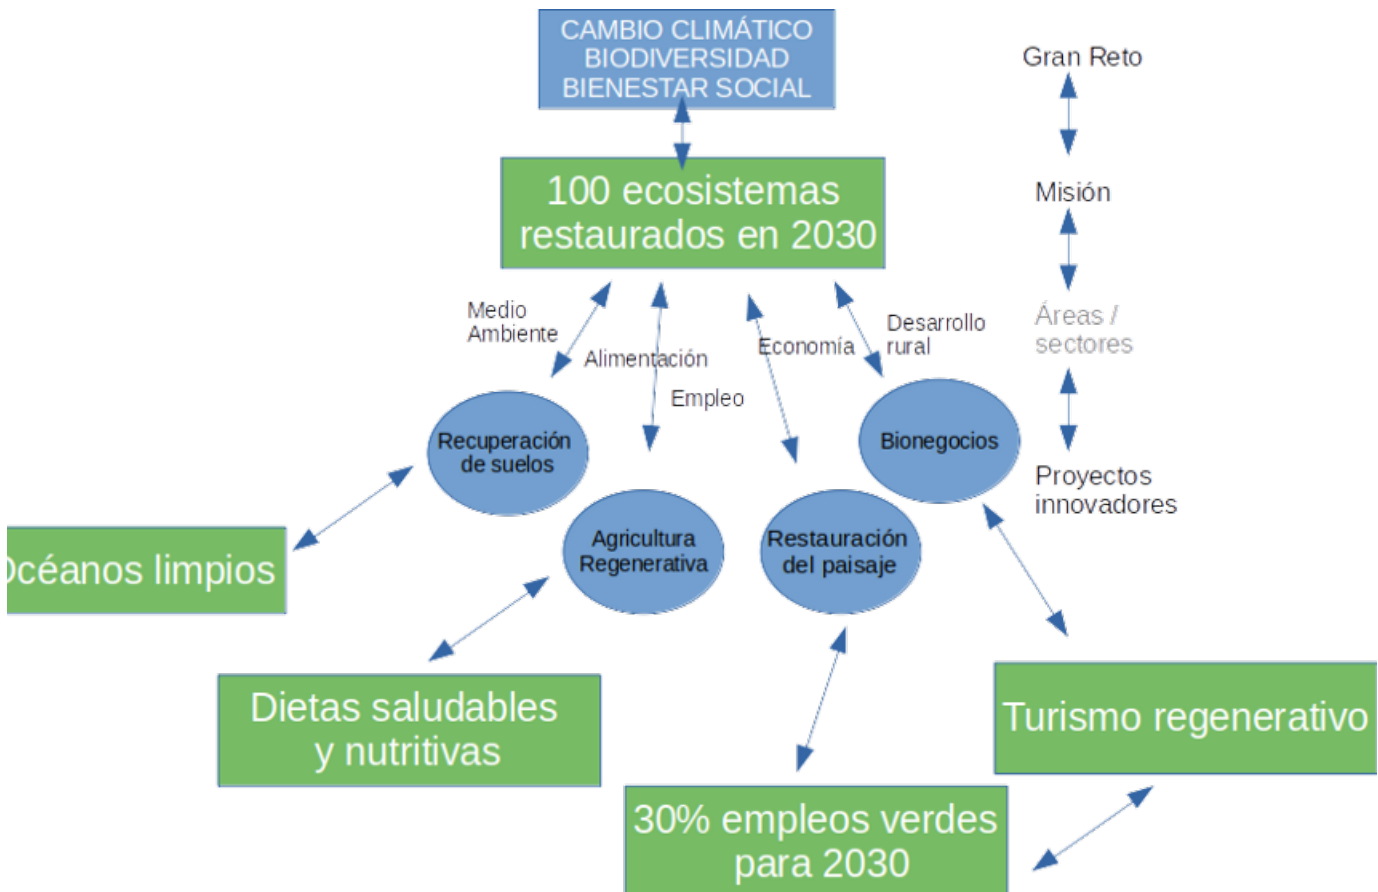 CAMBIO CLIMÁTICO
BIODIVERSIDAD
BIENESTAR SOCIAL
Gran Reto
100 ecosistemas
restaurados en 2030
Misión
Medio
Ambiente
Alimentación
Empleo
Economía
Desarrollo
rural
Áreas /
sectores
Recuperación
de suelos
Agricultura
Regenerativa
Restauración
del paisaje
Bionegocios
Proyectos
innovadores
Océanos limpios
Dietas saludables
y nutritivas
30% empleos verdes
para 2030
Turismo regenerativo